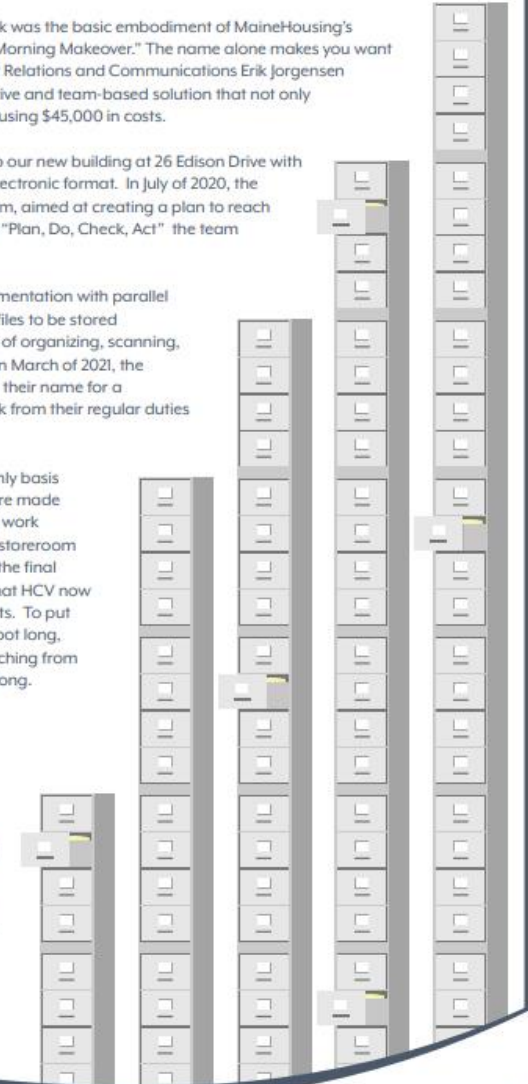 k was the basic embodiment of MaineHousing's
Morning Makeover." The name alone makes you want
Relations and Communications Erik Jorgensen
ive and team-based solution that not only
using $45,000 in costs.
o our new building at 26 Edison Drive with
ectronic format. In July of 2020, the
m, aimed at creating a plan to reach
"Plan, Do, Check, Act" the team
mentation with parallel
files to be stored
of organizing, scanning,
n March of 2021, the
their name for a
k from their regular duties
nly basis
re made
work
storeroom
the final
at HCV now
ts. To put
oot long,
ching from
ong.